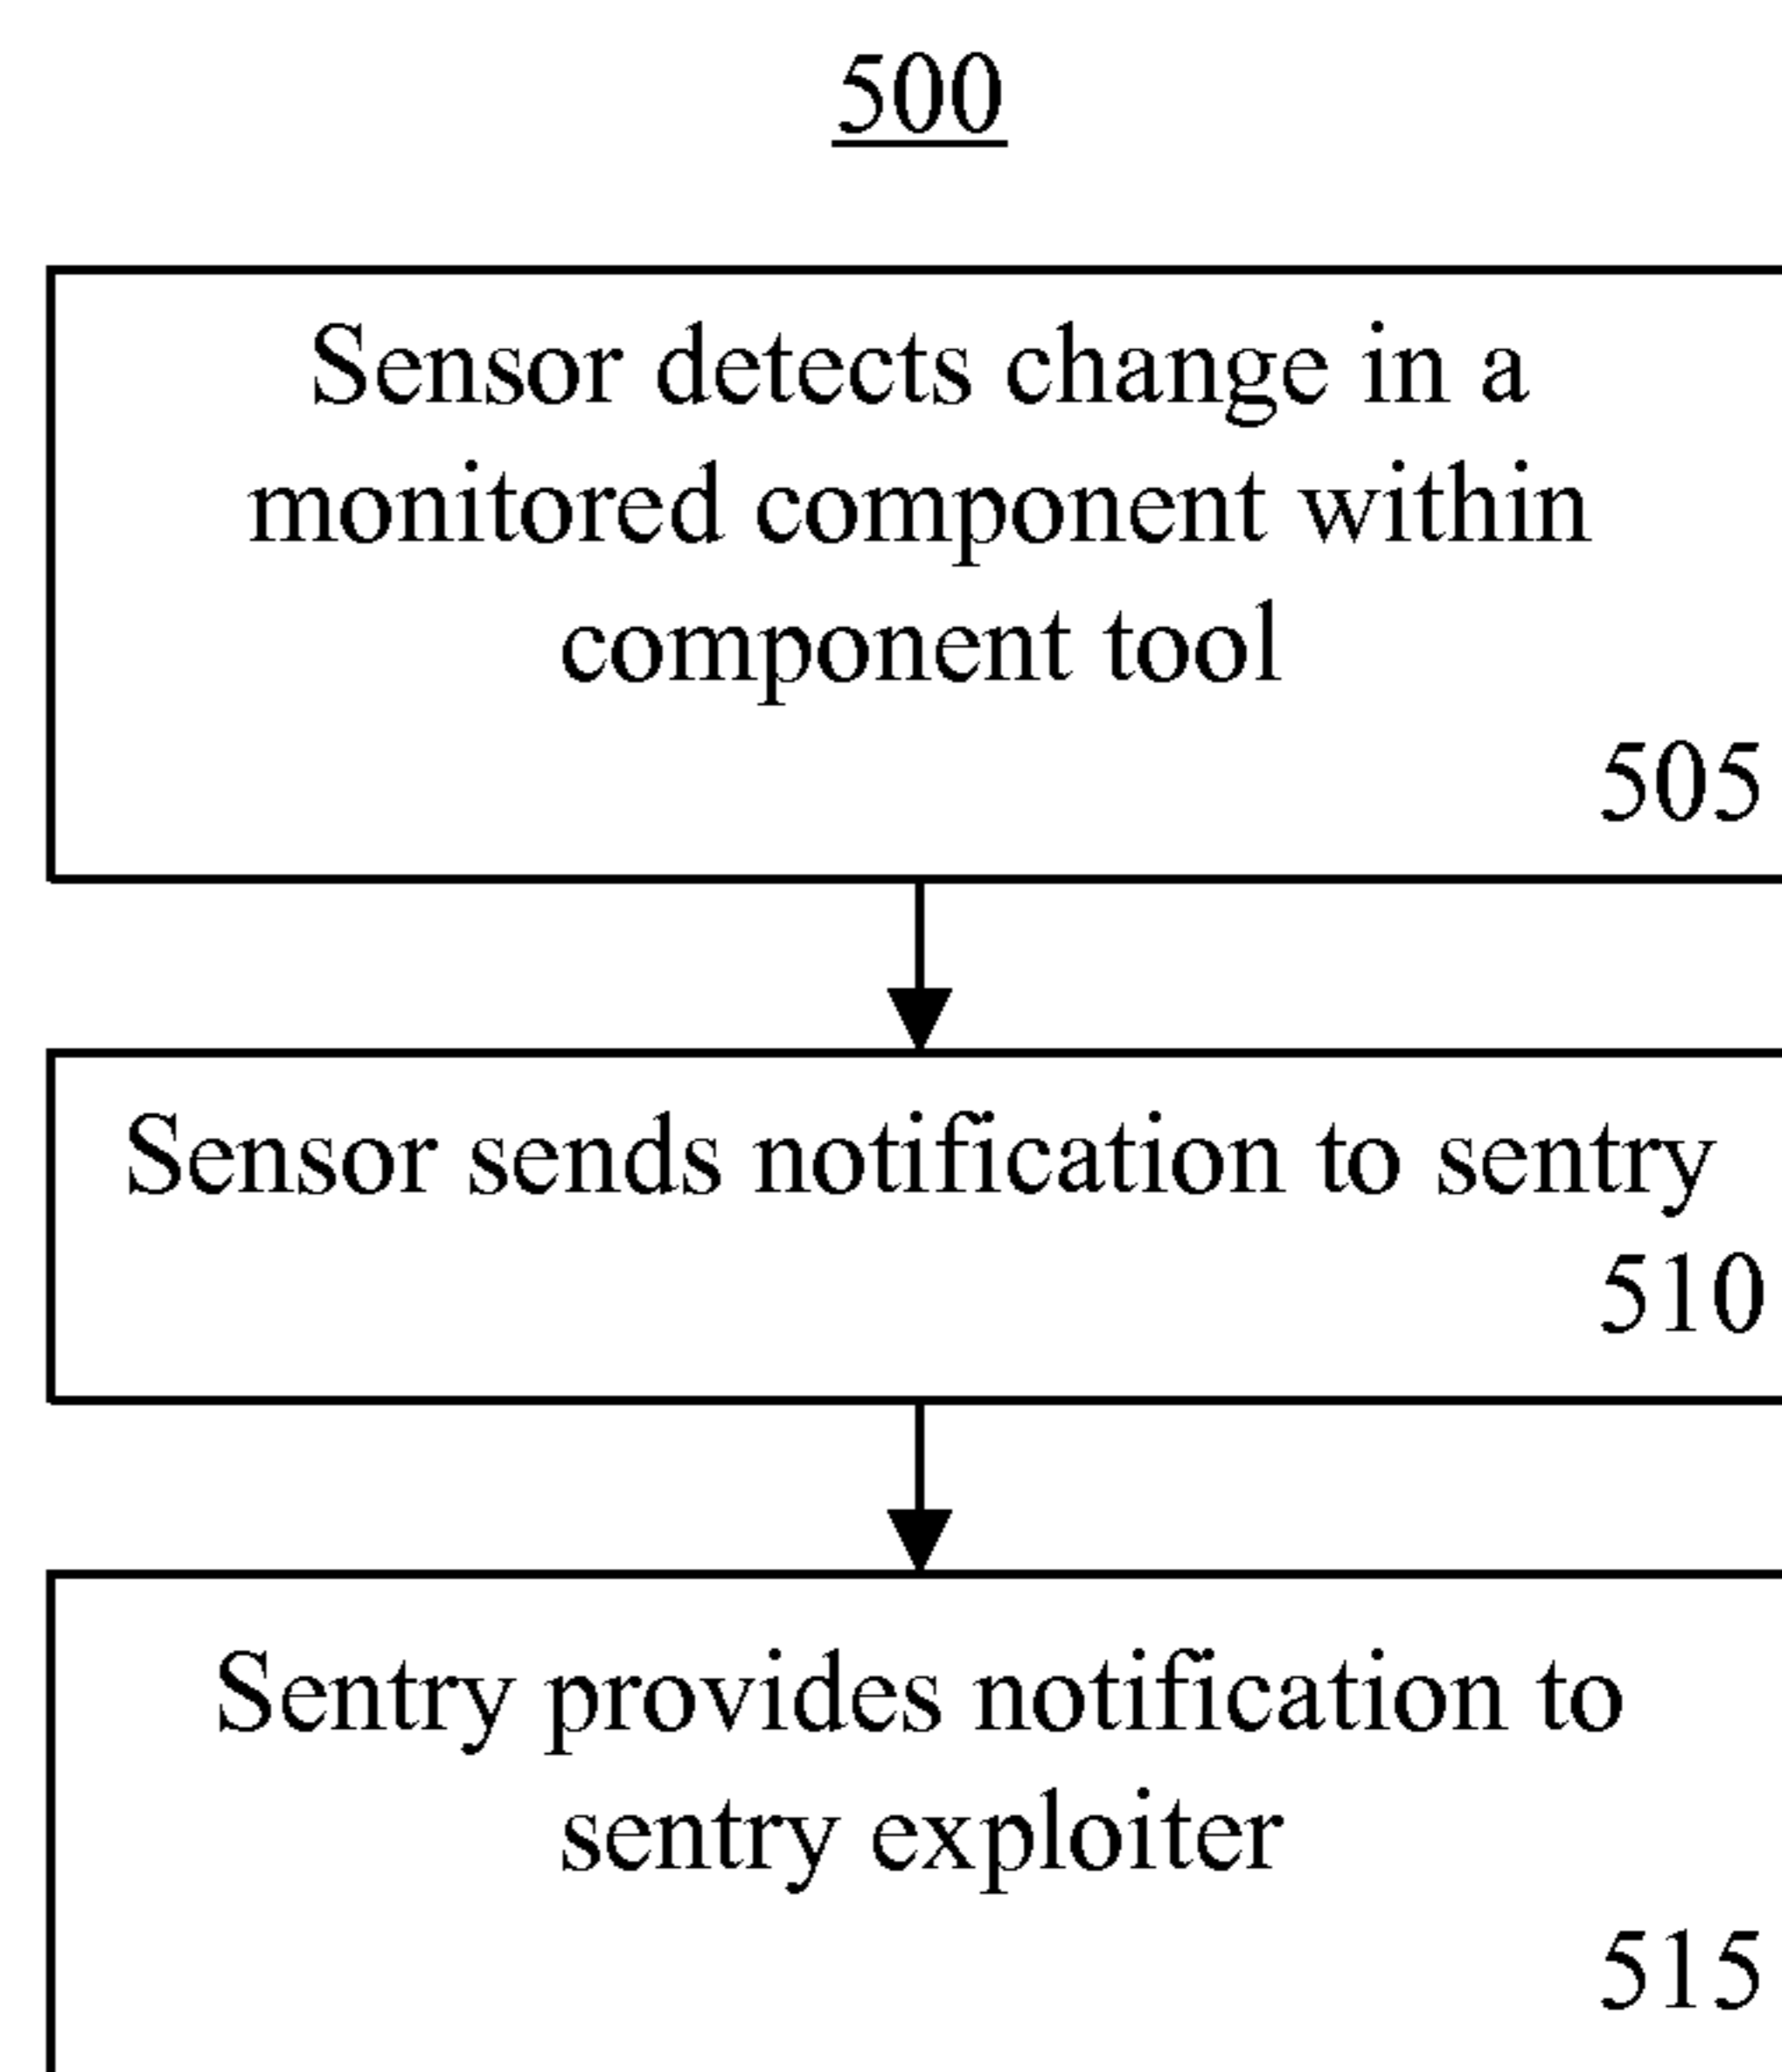 500
Sensor detects change in a
monitored component within
component tool
505
Sensor sends notification to sentry
510
Sentry provides notification to
sentry exploiter
515